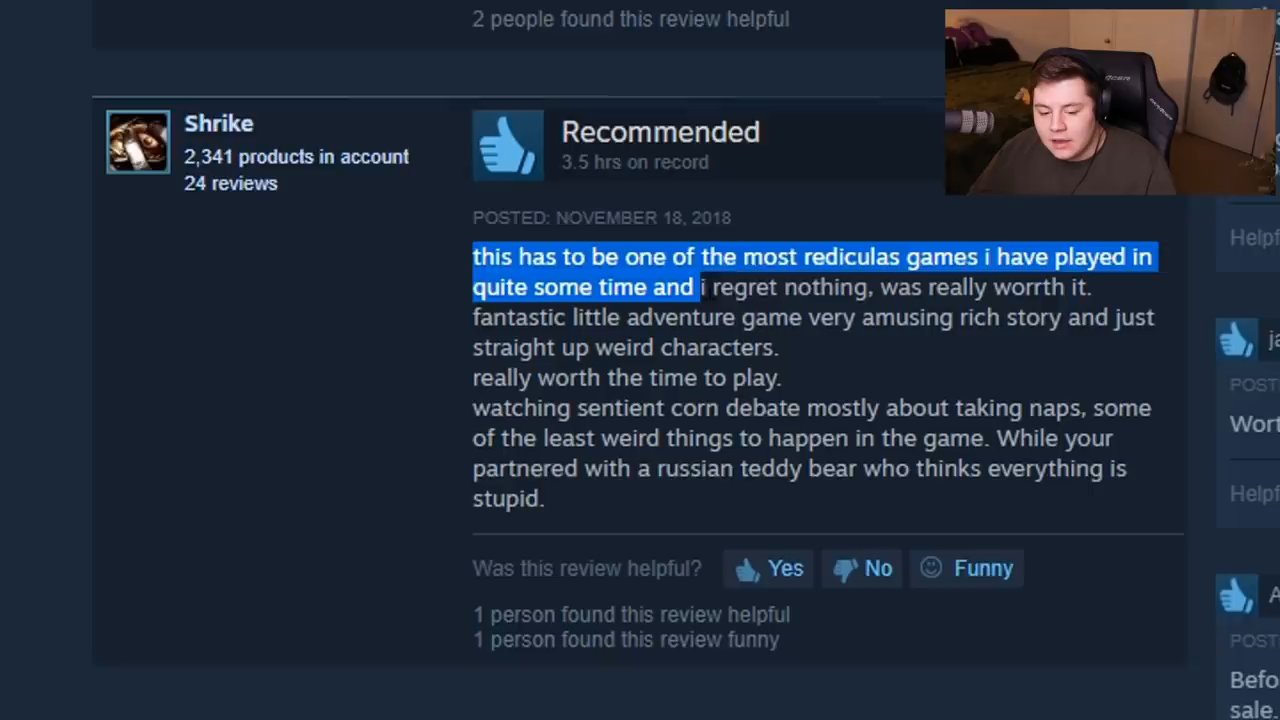 2 people found this review helpful
Shrike
2,341 products in account
24 reviews
Recommended
3.5 hrs on record
POSTED: NOVEMBER 18, 2018
this has to be one of the most rediculas games i have played in
quite some time and i regret nothing, was really worrth it.
fantastic little adventure game very amusing rich story and just
straight up weird characters.
really worth the time to play.
watching sentient corn debate mostly about taking naps, some
of the least weird things to happen in the game. While your
partnered with a russian teddy bear who thinks everything is
stupid.
Was this review helpful? Yes No Funny
1 person found this review helpful
1 person found this review funny
Helpf
ja
POST
Wort
Helpf
A
POST
Befo
sale